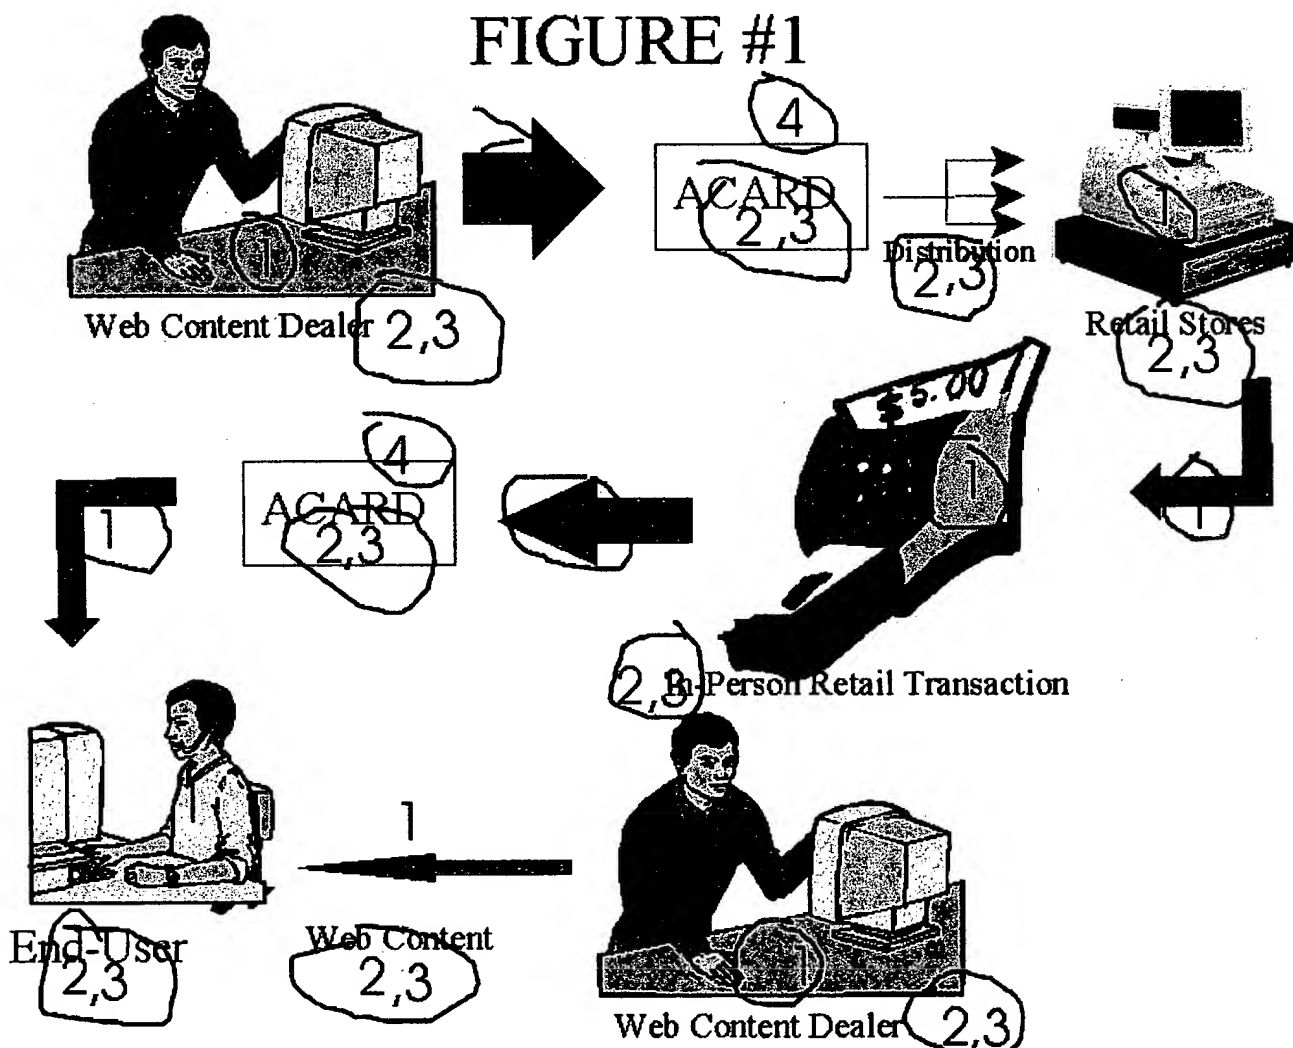 FIGURE #1
4
ACARD
2,3
1
1
Distribution
2,3
Web Content Dealer 2,3
Retail Stores
2,3
$5.00
1
4
ACARD
2,3
1
1
2,3
In-Person Retail Transaction
1
1
End-User
2,3
Web Content
2,3
1
Web Content Dealer 2,3